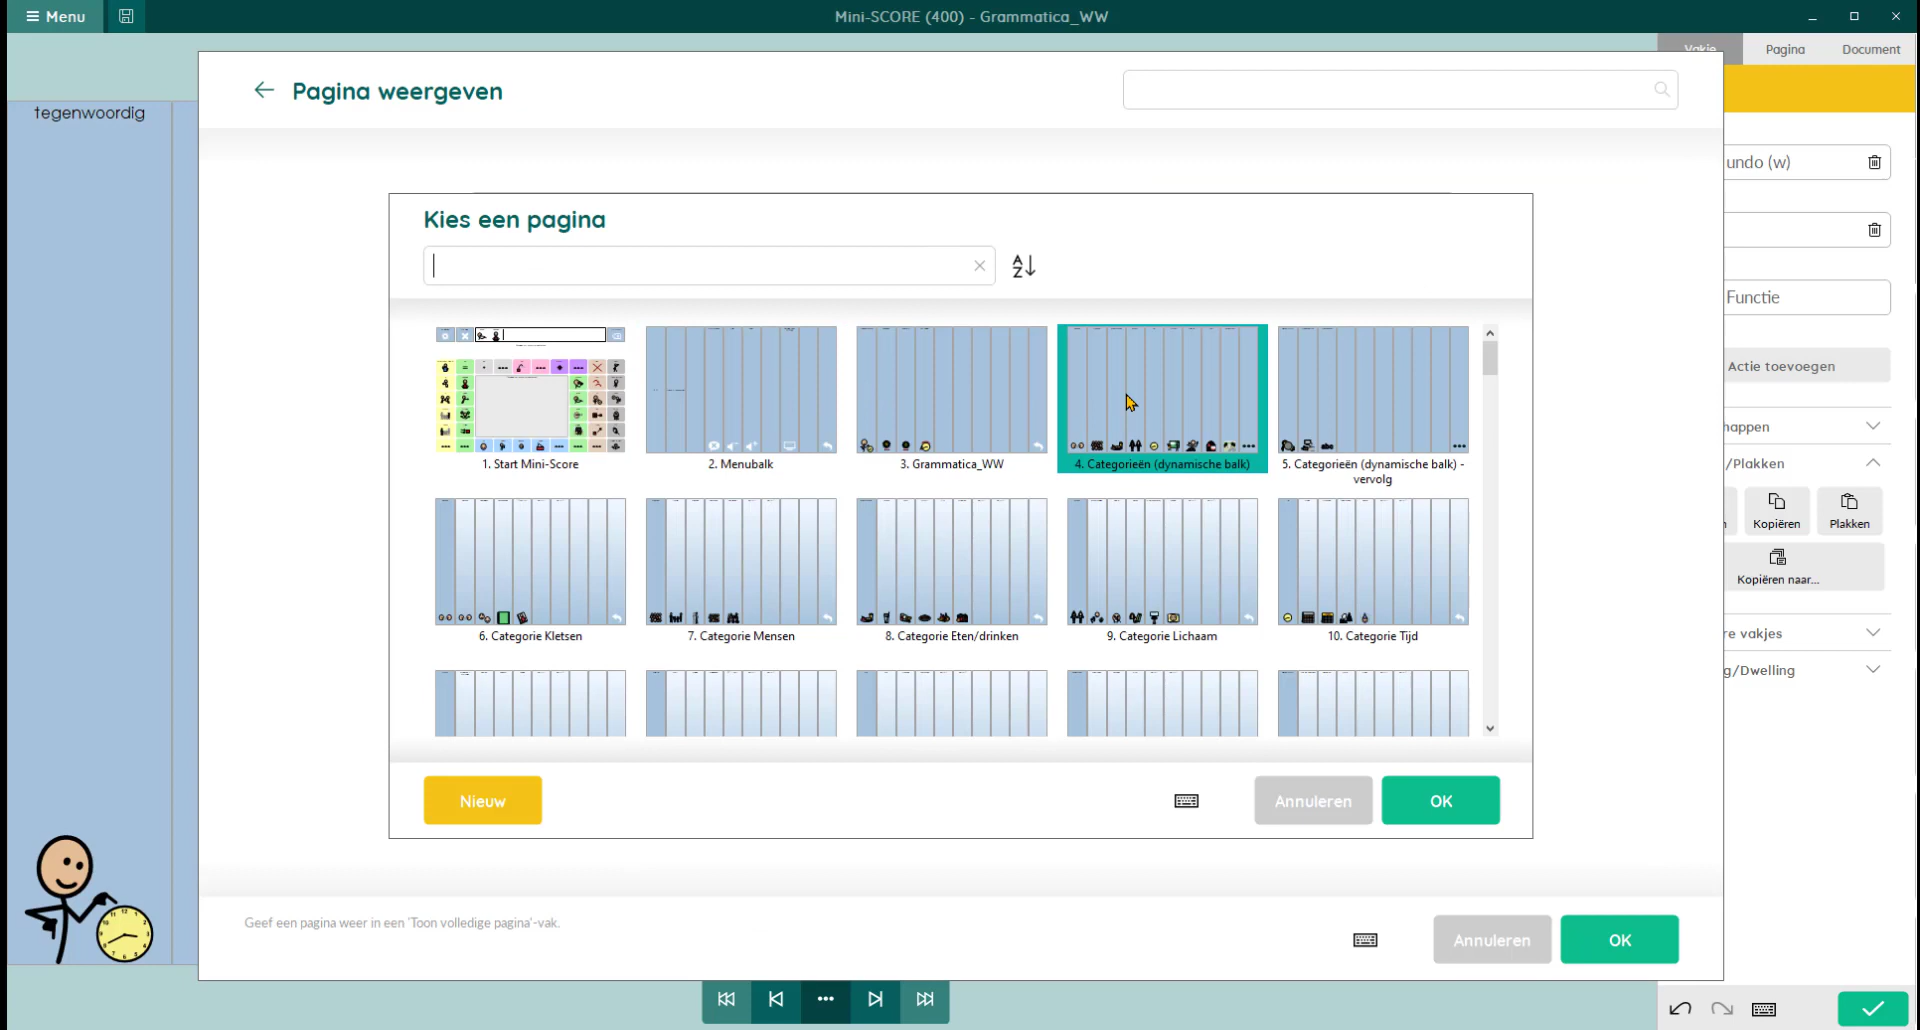 Menu
Mini-SCORE (400) - Grammatica_WW
Vakje
Pagina
Document
tegenwoordig
Pagina weergeven
undo (w)
Functie
Actie toevoegen
happen
/Plakken
n
Kopiëren
Plakken
Kopiëren naar...
re vakjes
g/Dwelling
Kies een pagina
1. Start Mini-Score
2. Menubalk
3. Grammatica_WW
4. Categorieën (dynamische balk)
5. Categorieën (dynamische balk) -
vervolg
6. Categorie Kletsen
7. Categorie Mensen
8. Categorie Eten/drinken
9. Categorie Lichaam
10. Categorie Tijd
Nieuw
Annuleren
OK
Geef een pagina weer in een 'Toon volledige pagina'-vak.
Annuleren
OK